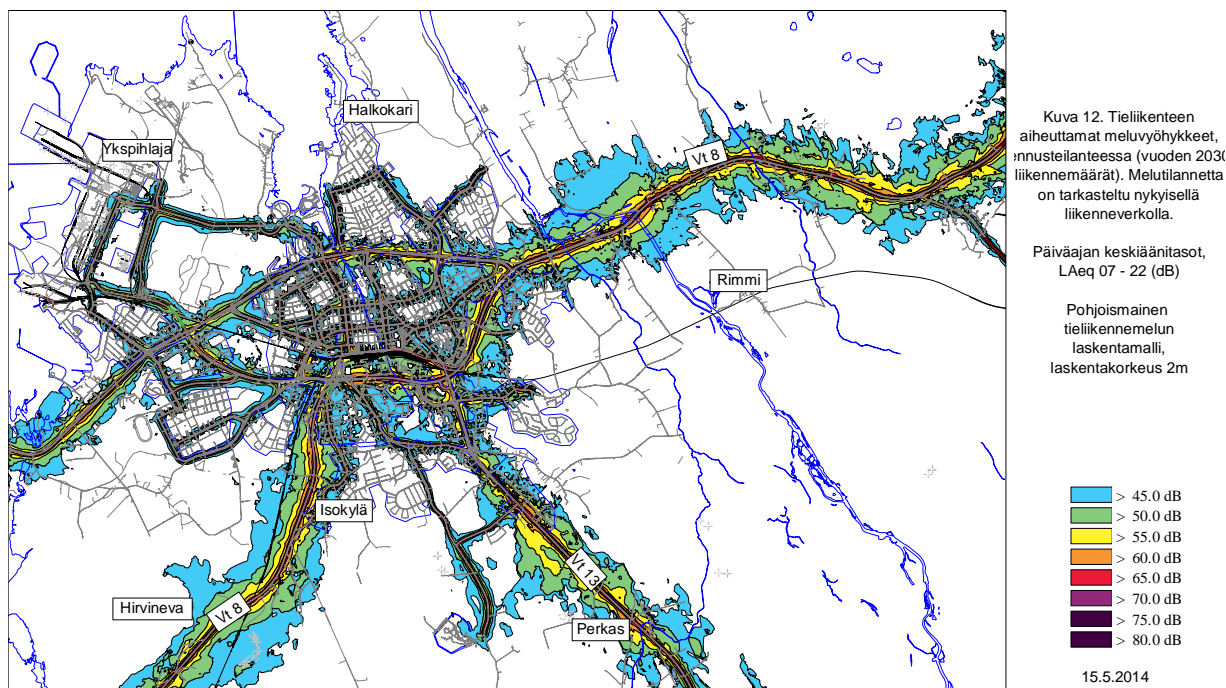 Halkokari
Ykspihlaja
Vt 8
Rimmi
Isokylä
Hirvineva
Vt 8
Vt 13
Perkas
Kuva 12. Tieliikenteen
aiheuttamat meluvyöhykkeet,
ennusteilanteessa (vuoden 2030
liikennemäärät). Melutilannetta
on tarkasteltu nykyisellä
liikenneverkolla.
Päiväajan keskiäänitasot,
LAeq 07 - 22 (dB)
Pohjoismainen
tieliikennemelun
laskentamalli,
laskentakorkeus 2m
> 45.0 dB
> 50.0 dB
> 55.0 dB
> 60.0 dB
> 65.0 dB
> 70.0 dB
> 75.0 dB
> 80.0 dB
15.5.2014